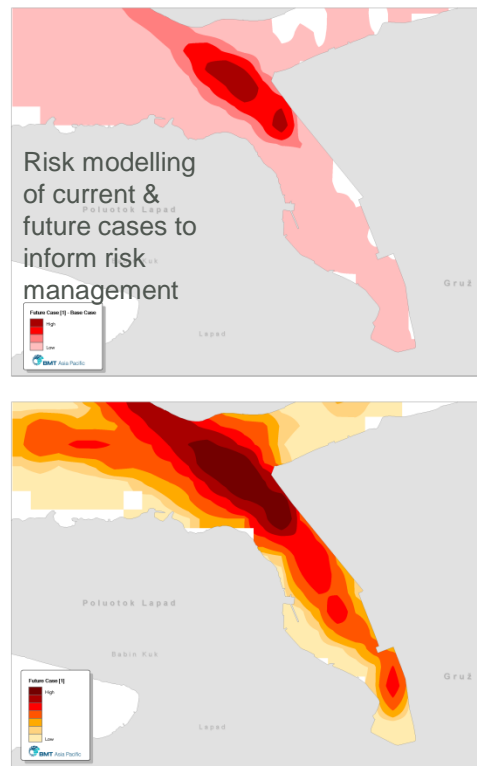 Risk modelling
of current &
Poluotok Lapad
future cases to
inform risk
management
Gruž
Future Case [1] - Base Case
High
Low
BMT Asia Pacific
Lapad
Poluotok Lapad
Babin Kuk
Gruž
Future Case [1]
High
Low
BMT Asia Pacific
Lapad